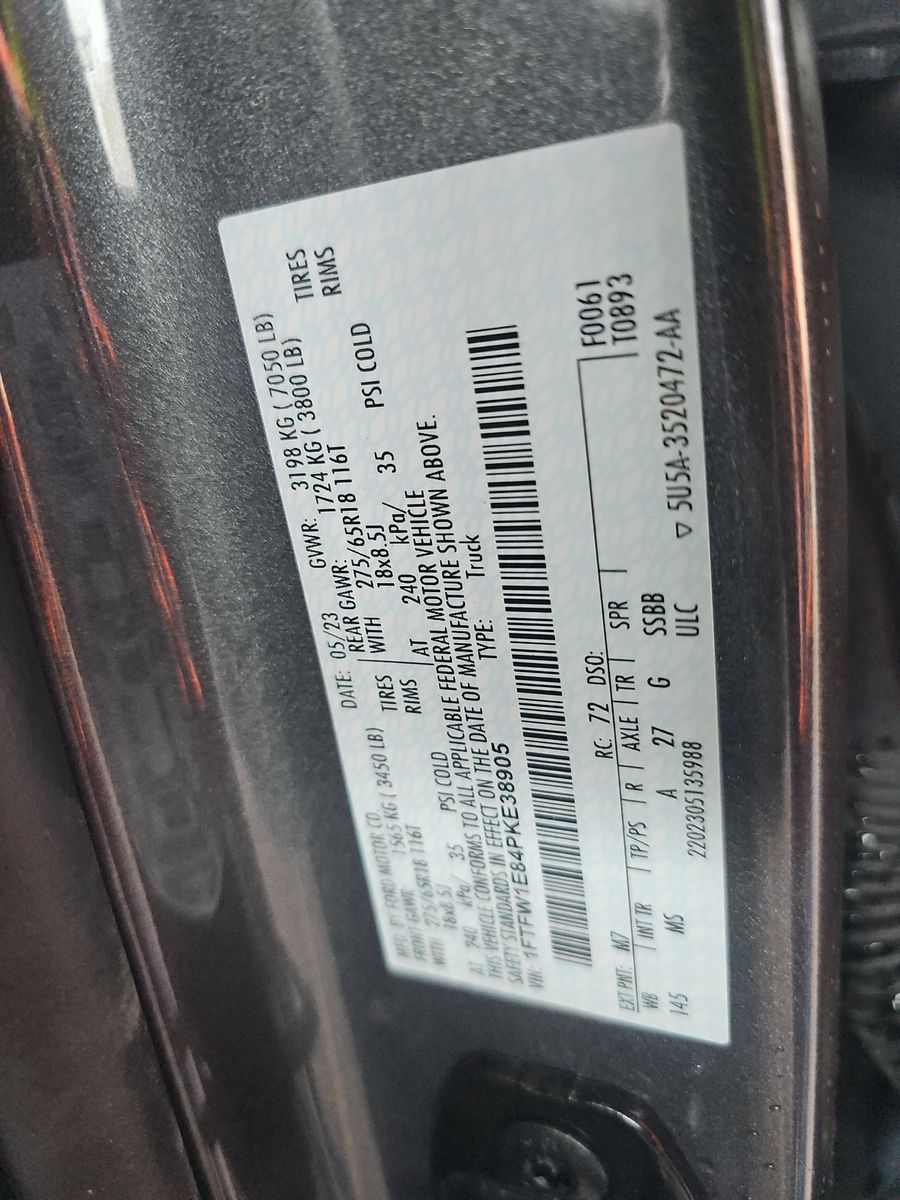 MFD. BY FORD MOTOR CO.
DATE: 05/23 GVWR: 3198 KG ( 7050 LB)
FRONT GAWR: 1565 KG ( 3450 LB) REAR GAWR: 1724 KG ( 3800 LB)
WITH 275/65R18 116T TIRES WITH 275/65R18 116T TIRES
18x8.5J RIMS 18x8.5J RIMS
AT 240 kPa/ 35 PSI COLD AT 240 kPa/ 35 PSI COLD
THIS VEHICLE CONFORMS TO ALL APPLICABLE FEDERAL MOTOR VEHICLE
SAFETY STANDARDS IN EFFECT ON THE DATE OF MANUFACTURE SHOWN ABOVE.
VIN: 1FTFW1E84PKE38905 TYPE: Truck
F0061
EXT PNT: M7 RC: 72 DSO: T0893
WB INT TR TP/PS R AXLE TR SPR
145 MS A 27 G SSBB
2202305135988 ULC ▽ 5U5A-3520472-AA